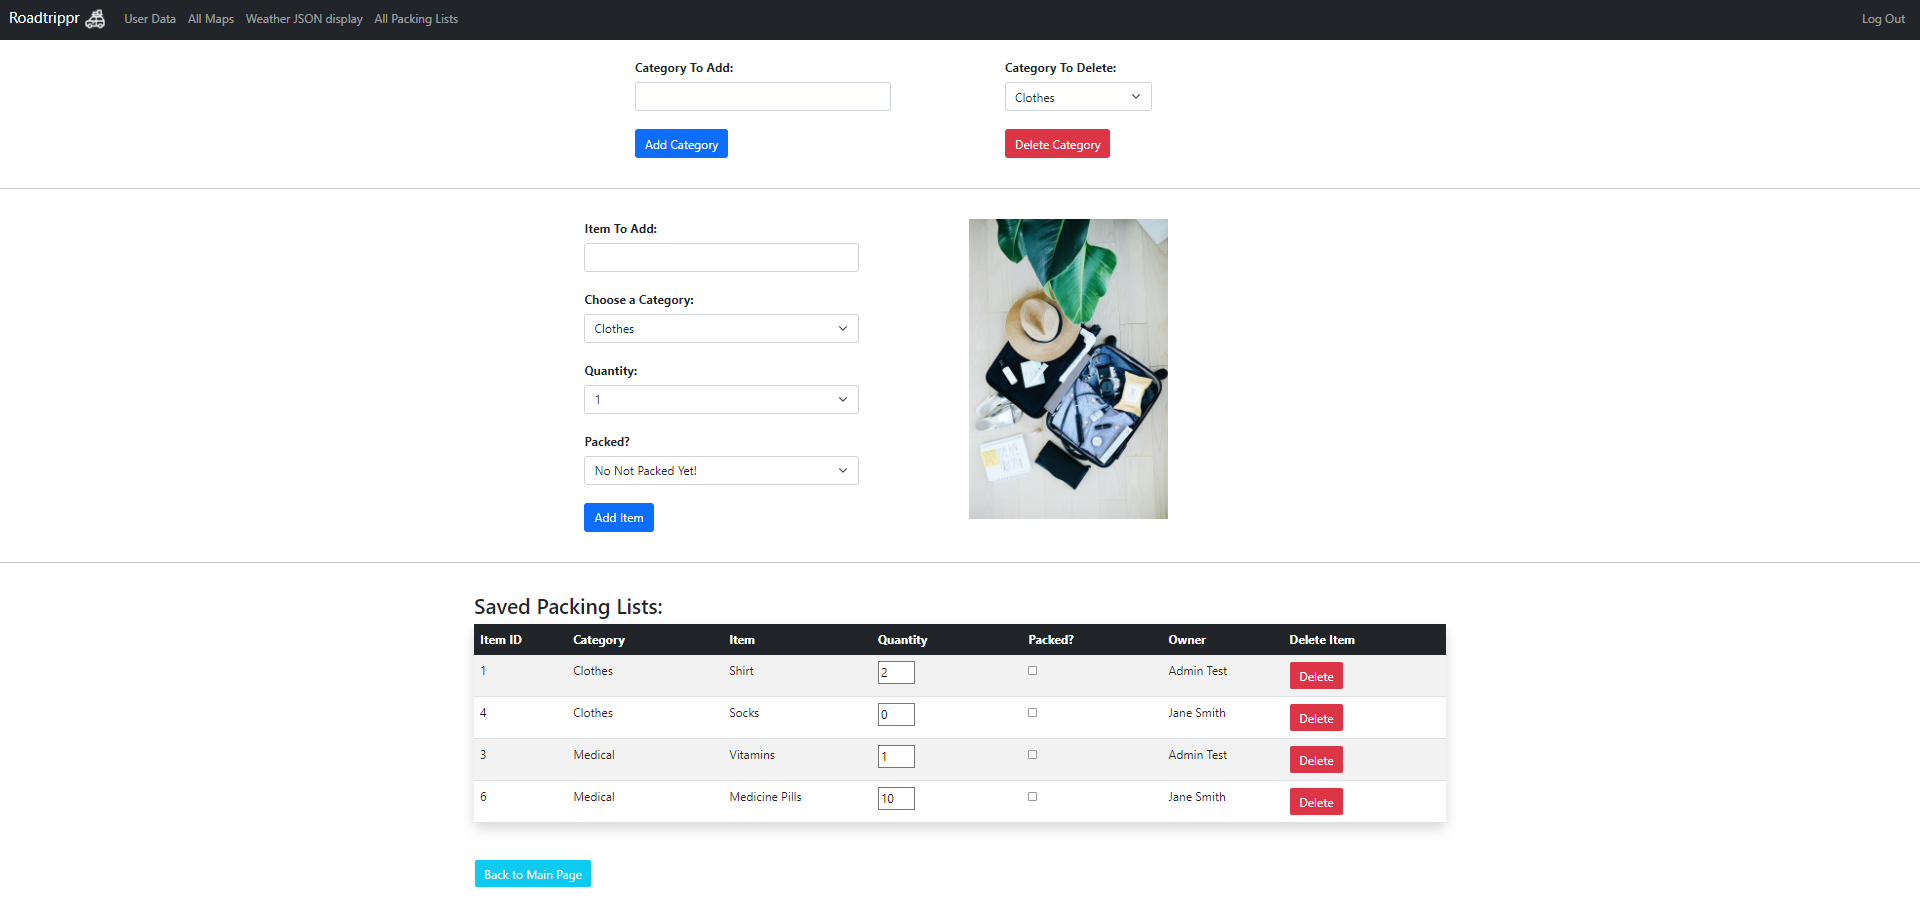 Roadtrippr User Data All Maps Weather JSON display All Packing Lists Log Out
Category To Add:
Add Category
Category To Delete:
Clothes
Delete Category
Item To Add:
Choose a Category:
Clothes
Quantity:
1
Packed?
No Not Packed Yet!
Add Item
Saved Packing Lists:
Item ID Category Item Quantity Packed? Owner Delete Item
1 Clothes Shirt 2 Admin Test Delete
4 Clothes Socks 0 Jane Smith Delete
3 Medical Vitamins 1 Admin Test Delete
6 Medical Medicine Pills 10 Jane Smith Delete
Back to Main Page